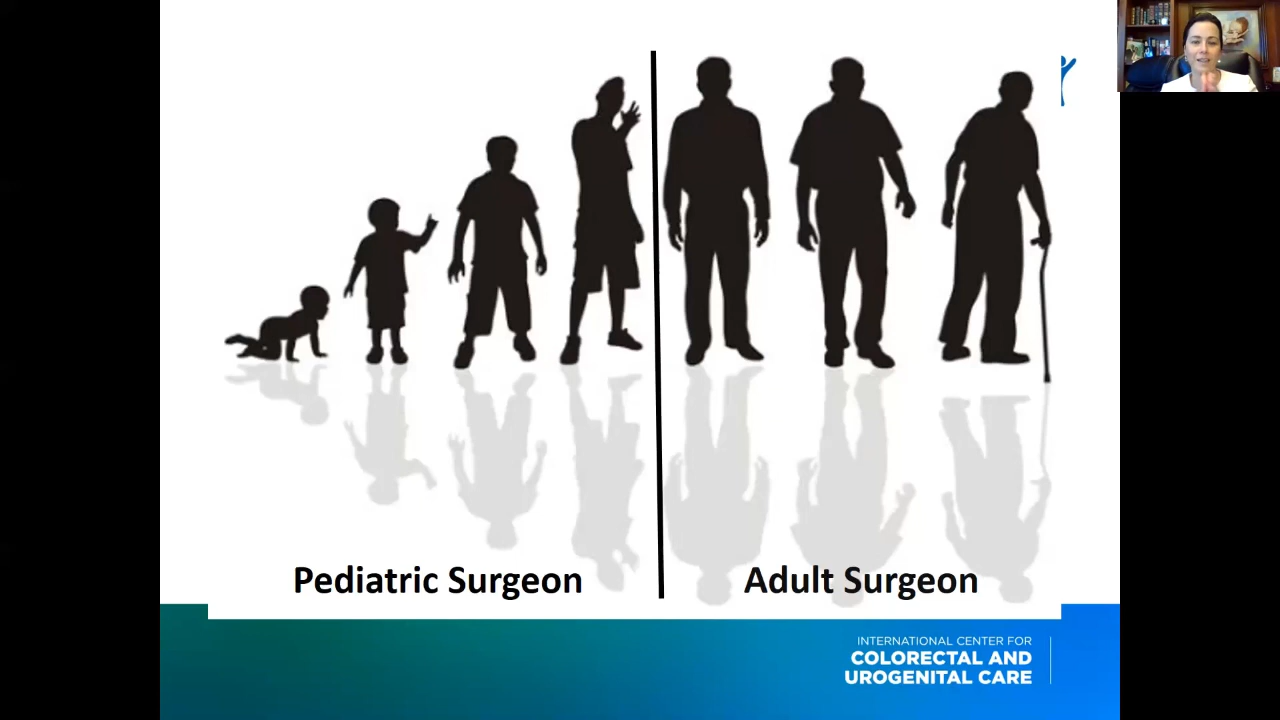 Pediatric Surgeon
Adult Surgeon
INTERNATIONAL CENTER FOR
COLORECTAL AND
UROGENITAL CARE